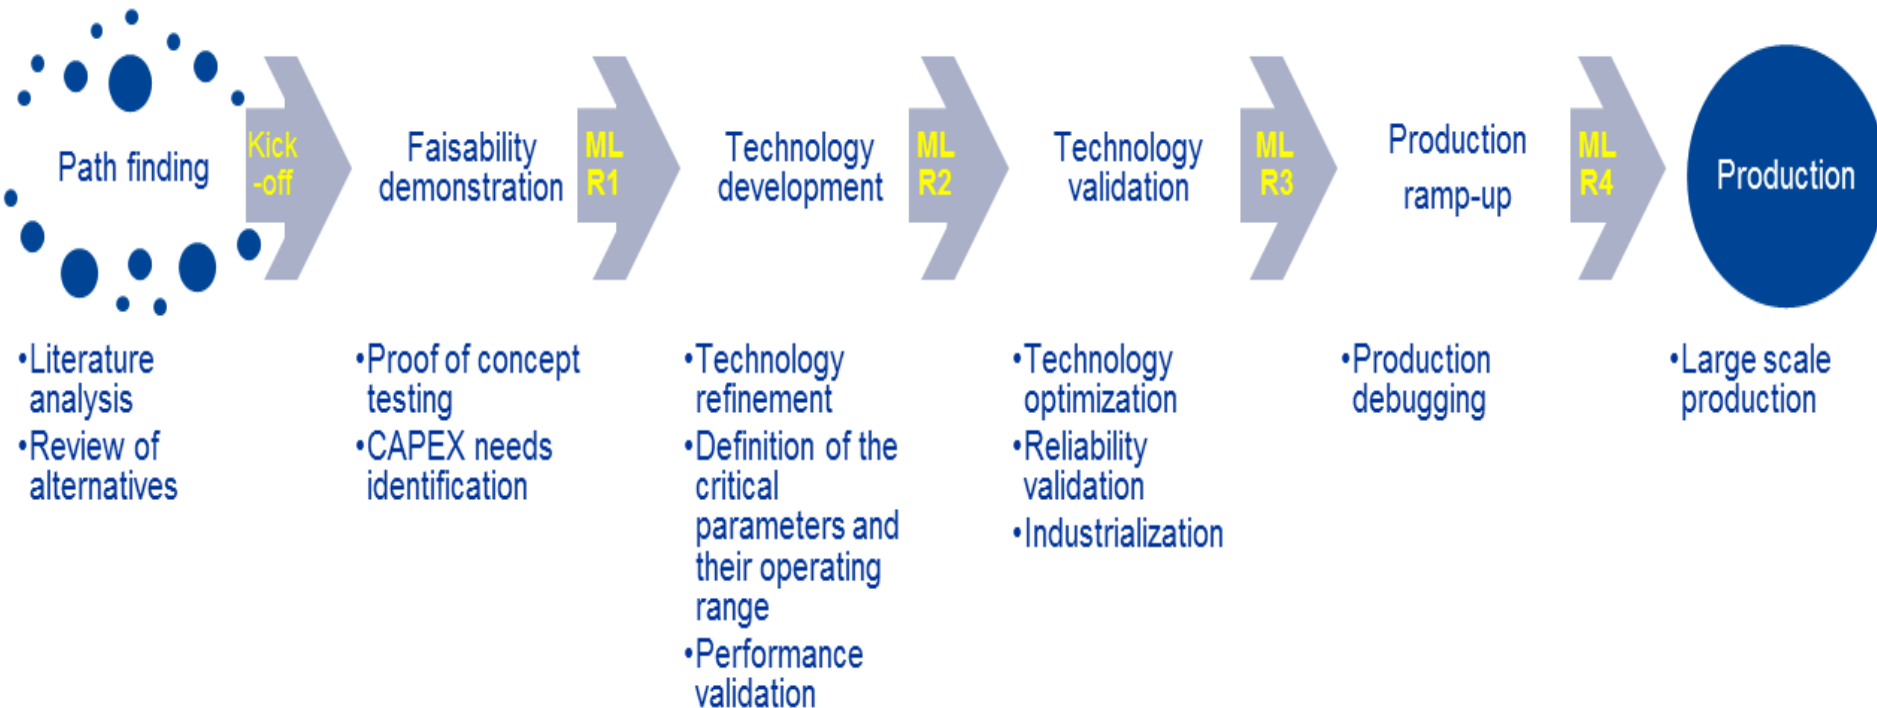 Path finding
Kick
-off
Faisability
demonstration
ML
R1
Technology
development
ML
R2
Technology
validation
ML
R3
Production
ramp-up
ML
R4
Production
•Literature
analysis
•Review of
alternatives
•Proof of concept
testing
•CAPEX needs
identification
•Technology
refinement
•Definition of the
critical
parameters and
their operating
range
•Performance
validation
•Technology
optimization
•Reliability
validation
•Industrialization
•Production
debugging
•Large scale
production